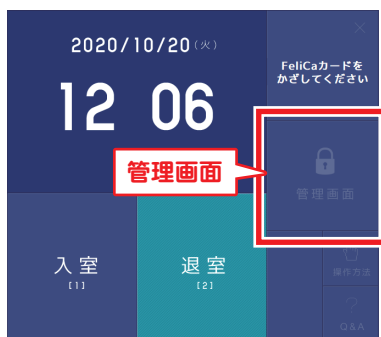 2020/10/20(火)
12 06
FeliCaカードを
かざしてください
管理画面
管理画面
入室
[1]
退室
[2]
操作方法
?
Q&A